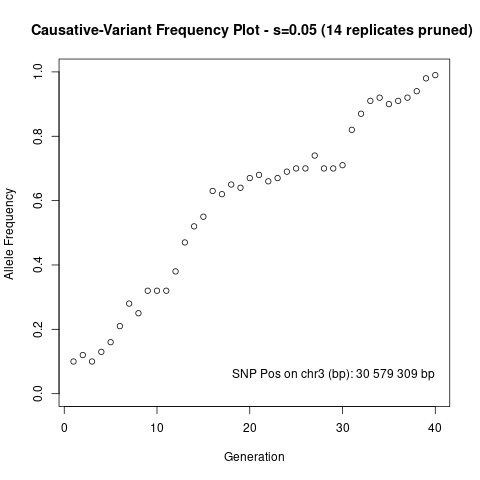 Causative-Variant Frequency Plot - s=0.05 (14 replicates pruned)
Allele Frequency
1.0
0.8
0.6
0.4
0.2
0.0
SNP Pos on chr3 (bp): 30 579 309 bp
0 10 20 30 40
Generation